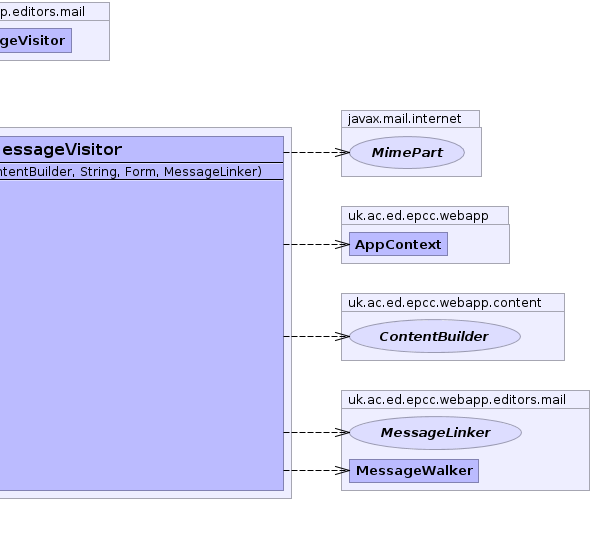 p.editors.mail
geVisitor
javax.mail.internet
essageVisitor
MimePart
ntentBuilder, String, Form, MessageLinker)
uk.ac.ed.epcc.webapp
AppContext
uk.ac.ed.epcc.webapp.content
ContentBuilder
uk.ac.ed.epcc.webapp.editors.mail
MessageLinker
MessageWalker